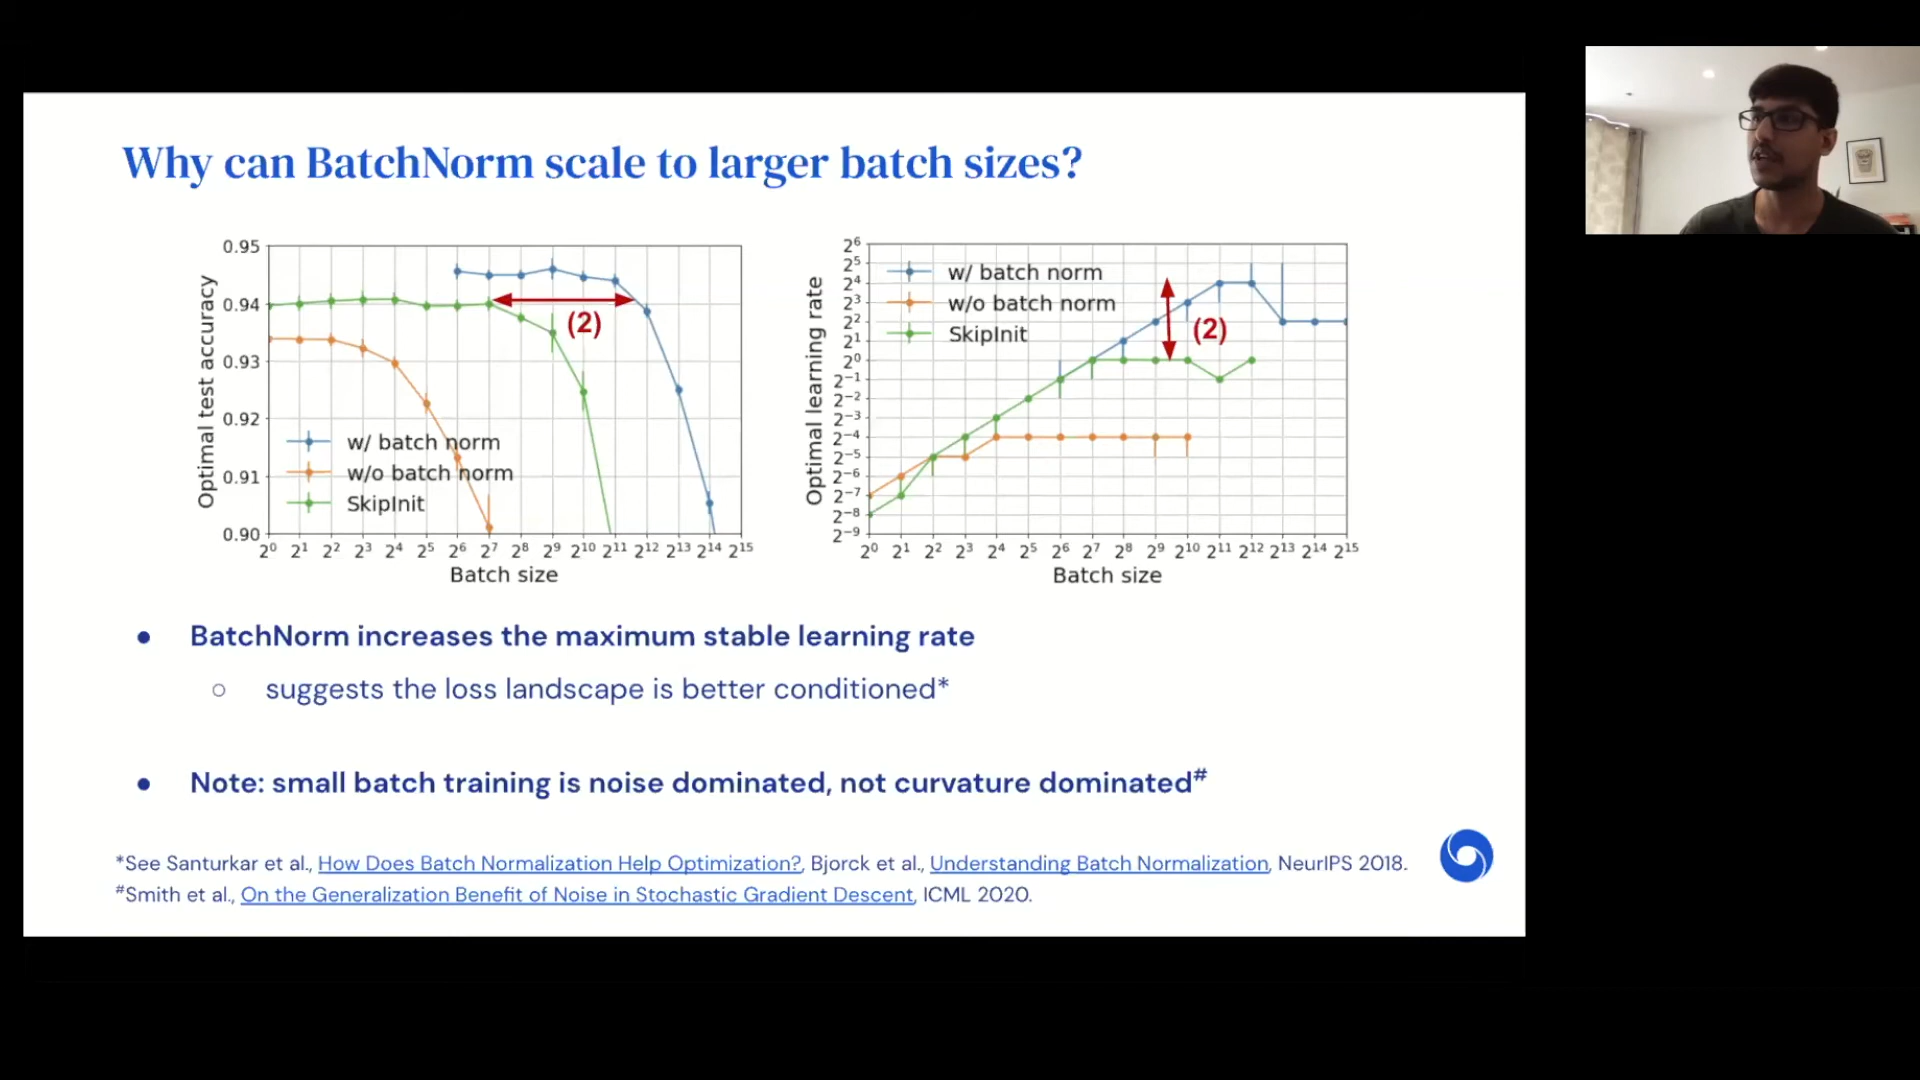 Why can BatchNorm scale to larger batch sizes?
Optimal test accuracy
0.95
0.94
0.93
0.92
0.91
0.90
w/ batch norm
w/o batch norm
SkipInit
(2)
2⁰ 2¹ 2² 2³ 2⁴ 2⁵ 2⁶ 2⁷ 2⁸ 2⁹ 2¹⁰ 2¹¹ 2¹² 2¹³ 2¹⁴ 2¹⁵
Batch size
Optimal learning rate
2⁶
2⁵
2⁴
2³
2²
2¹
2⁰
2⁻¹
2⁻²
2⁻³
2⁻⁴
2⁻⁵
2⁻⁶
2⁻⁷
2⁻⁸
2⁻⁹
w/ batch norm
w/o batch norm
SkipInit
(2)
2⁰ 2¹ 2² 2³ 2⁴ 2⁵ 2⁶ 2⁷ 2⁸ 2⁹ 2¹⁰ 2¹¹ 2¹² 2¹³ 2¹⁴ 2¹⁵
Batch size
● BatchNorm increases the maximum stable learning rate
○ suggests the loss landscape is better conditioned*
● Note: small batch training is noise dominated, not curvature dominated#
*See Santurkar et al., How Does Batch Normalization Help Optimization?, Bjorck et al., Understanding Batch Normalization, NeurIPS 2018.
#Smith et al., On the Generalization Benefit of Noise in Stochastic Gradient Descent, ICML 2020.